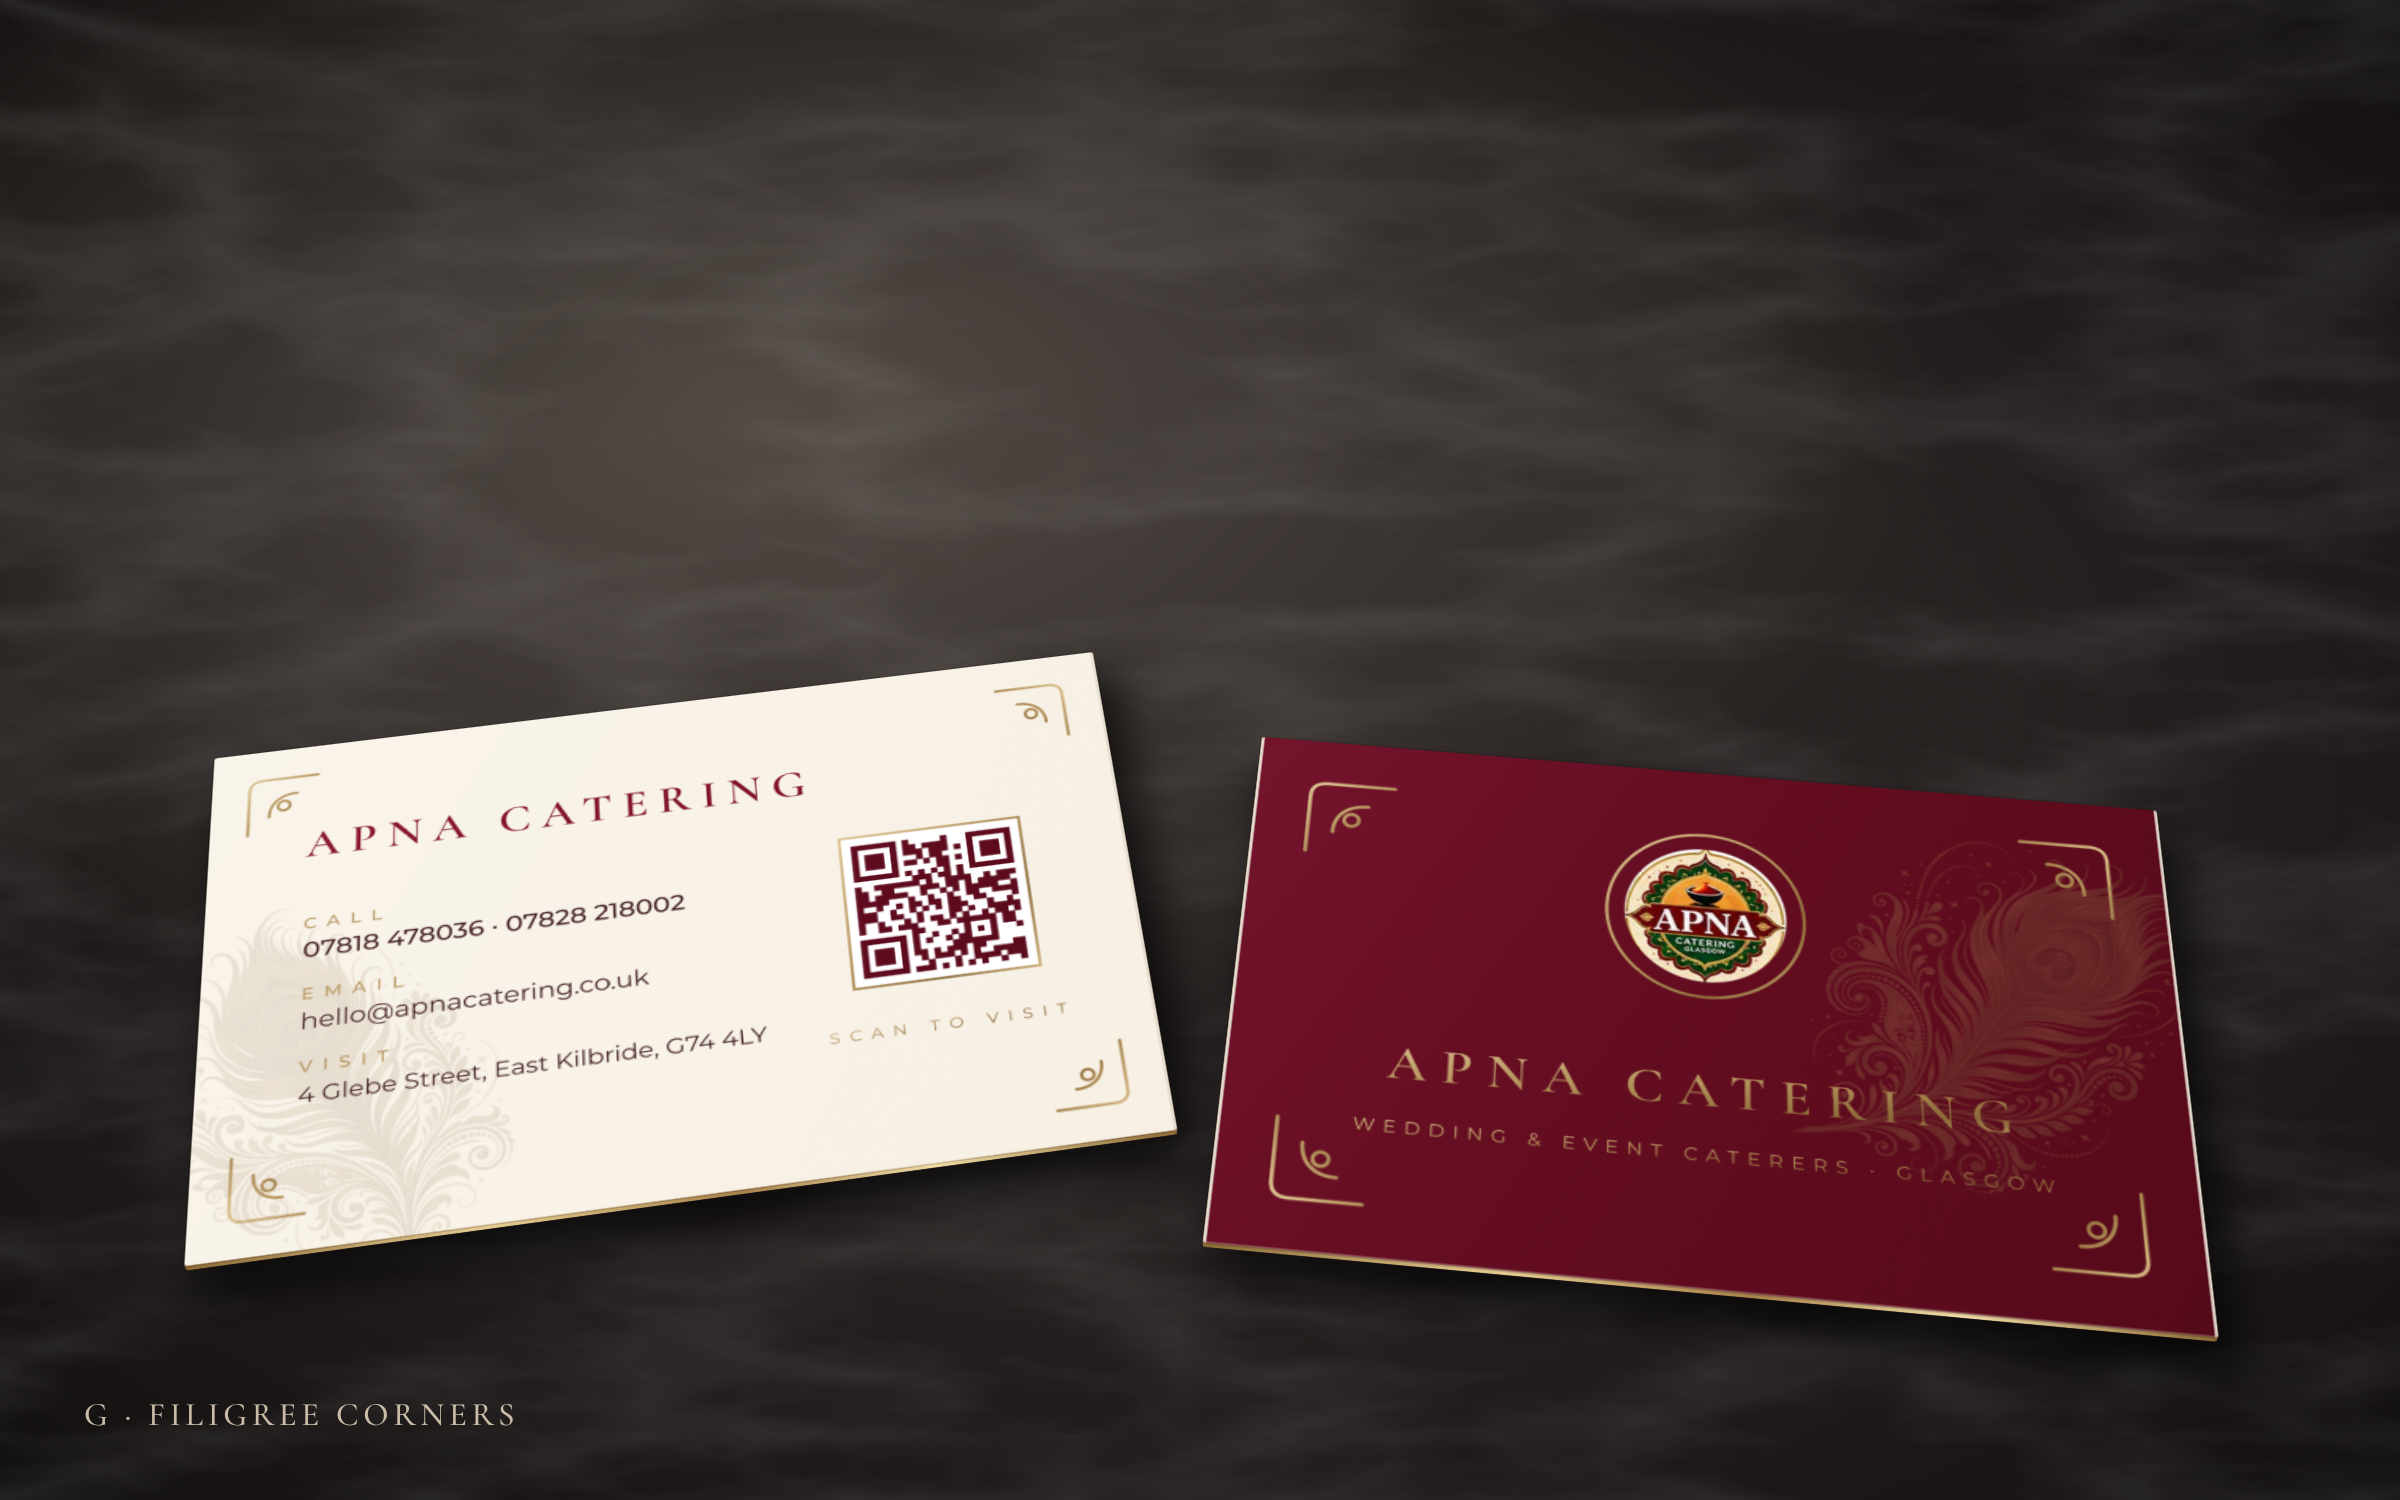 APNA CATERING
CALL
07818 478036 · 07828 218002
EMAIL
hello@apnacatering.co.uk
VISIT
4 Glebe Street, East Kilbride, G74 4LY
SCAN TO VISIT
APNA
CATERING
GLASGOW
APNA CATERING
WEDDING & EVENT CATERERS · GLASGOW
G · FILIGREE CORNERS